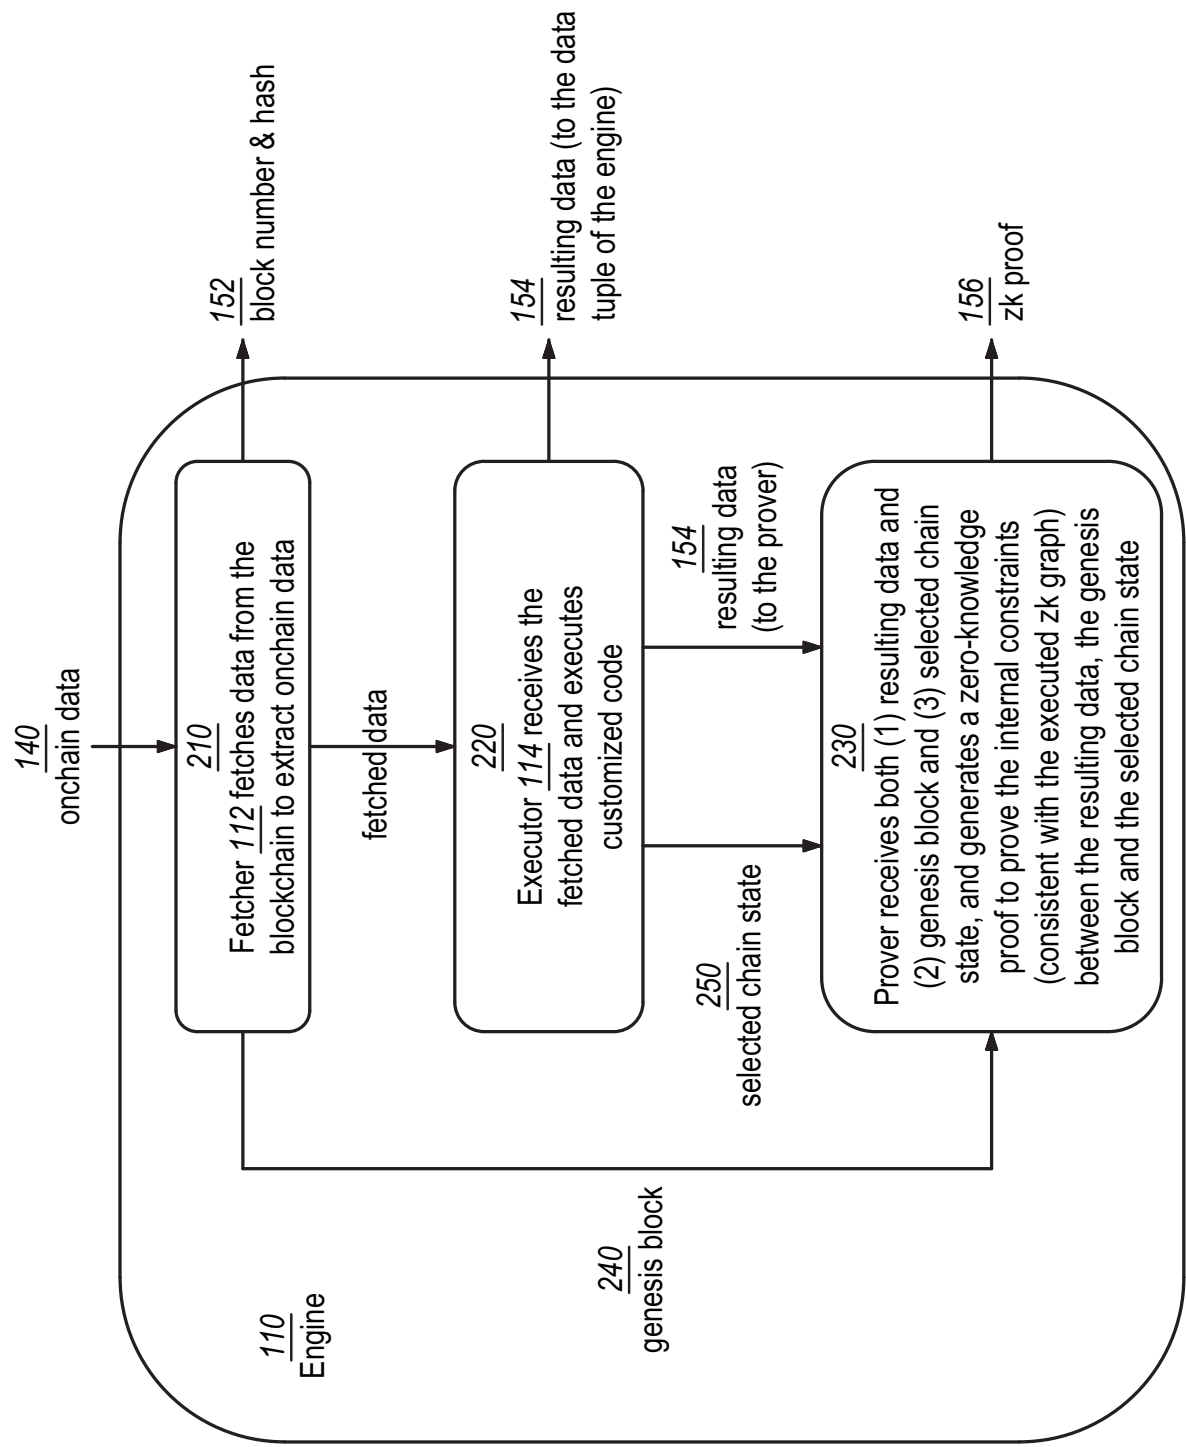 140
onchain data
210
Fetcher 112 fetches data from the
blockchain to extract onchain data
152
block number & hash
fetched data
220
Executor 114 receives the
fetched data and executes
customized code
154
resulting data (to the data
tuple of the engine)
250
selected chain state
154
resulting data
(to the prover)
230
Prover receives both (1) resulting data and
(2) genesis block and (3) selected chain
state, and generates a zero-knowledge
proof to prove the internal constraints
(consistent with the executed zk graph)
between the resulting data, the genesis
block and the selected chain state
156
zk proof
240
genesis block
110
Engine